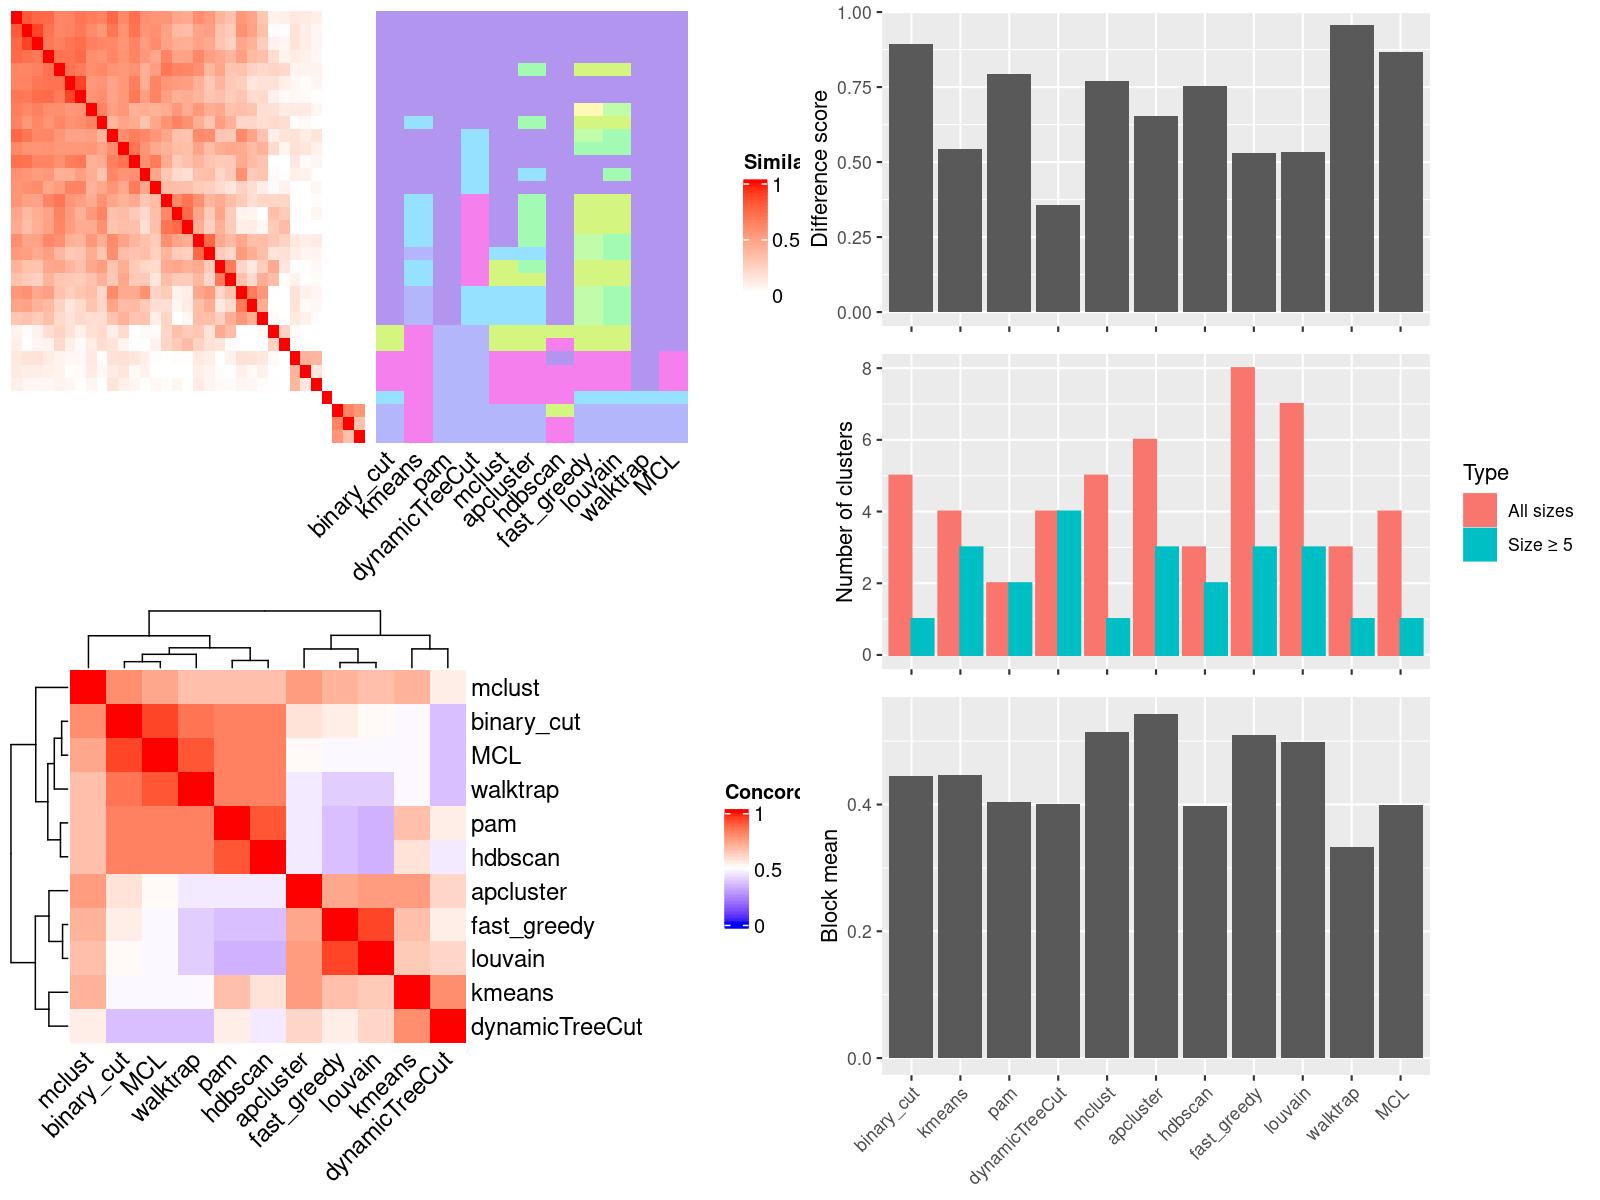 Simila
1
0.5
0
binary_cut
kmeans
pam
dynamicTreeCut
mclust
apcluster
hdbscan
fast_greedy
louvain
walktrap
MCL
mclust
binary_cut
MCL
walktrap
pam
hdbscan
apcluster
fast_greedy
louvain
kmeans
dynamicTreeCut
mclust
binary_cut
MCL
walktrap
pam
hdbscan
apcluster
fast_greedy
louvain
kmeans
dynamicTreeCut
Concord
1
0.5
0
Difference score
1.00
0.75
0.50
0.25
0.00
Number of clusters
8
6
4
2
0
Type
All sizes
Size ≥ 5
Block mean
0.4
0.2
0.0
binary_cut
kmeans
pam
dynamicTreeCut
mclust
apcluster
hdbscan
fast_greedy
louvain
walktrap
MCL